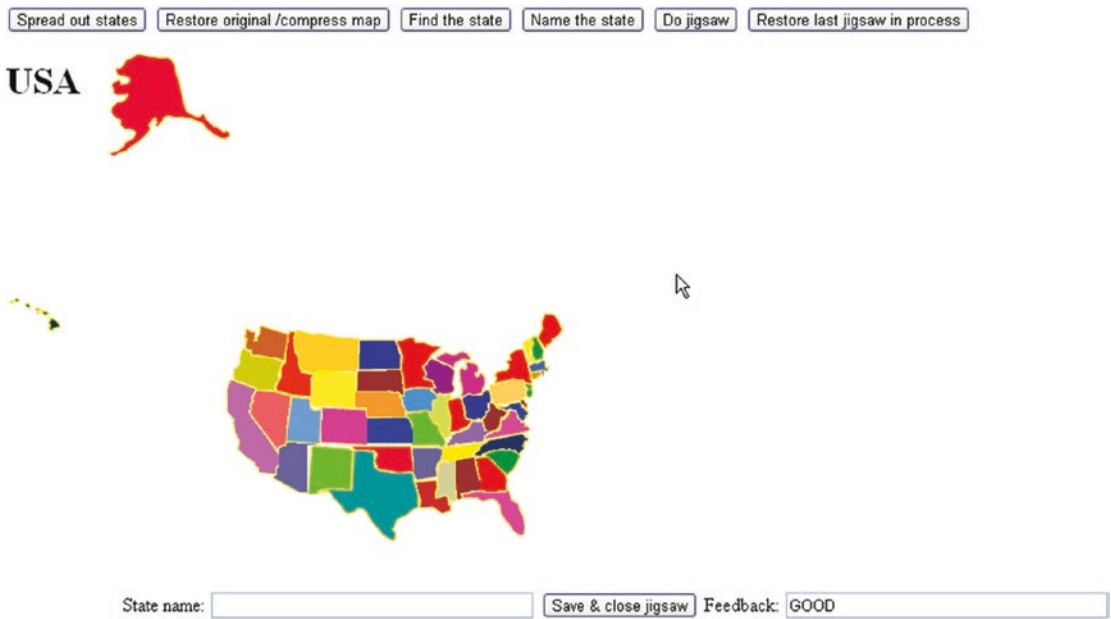 Spread out states Restore original /compress map Find the state Name the state Do jigsaw Restore last jigsaw in process
USA
State name: Save & close jigsaw Feedback: GOOD